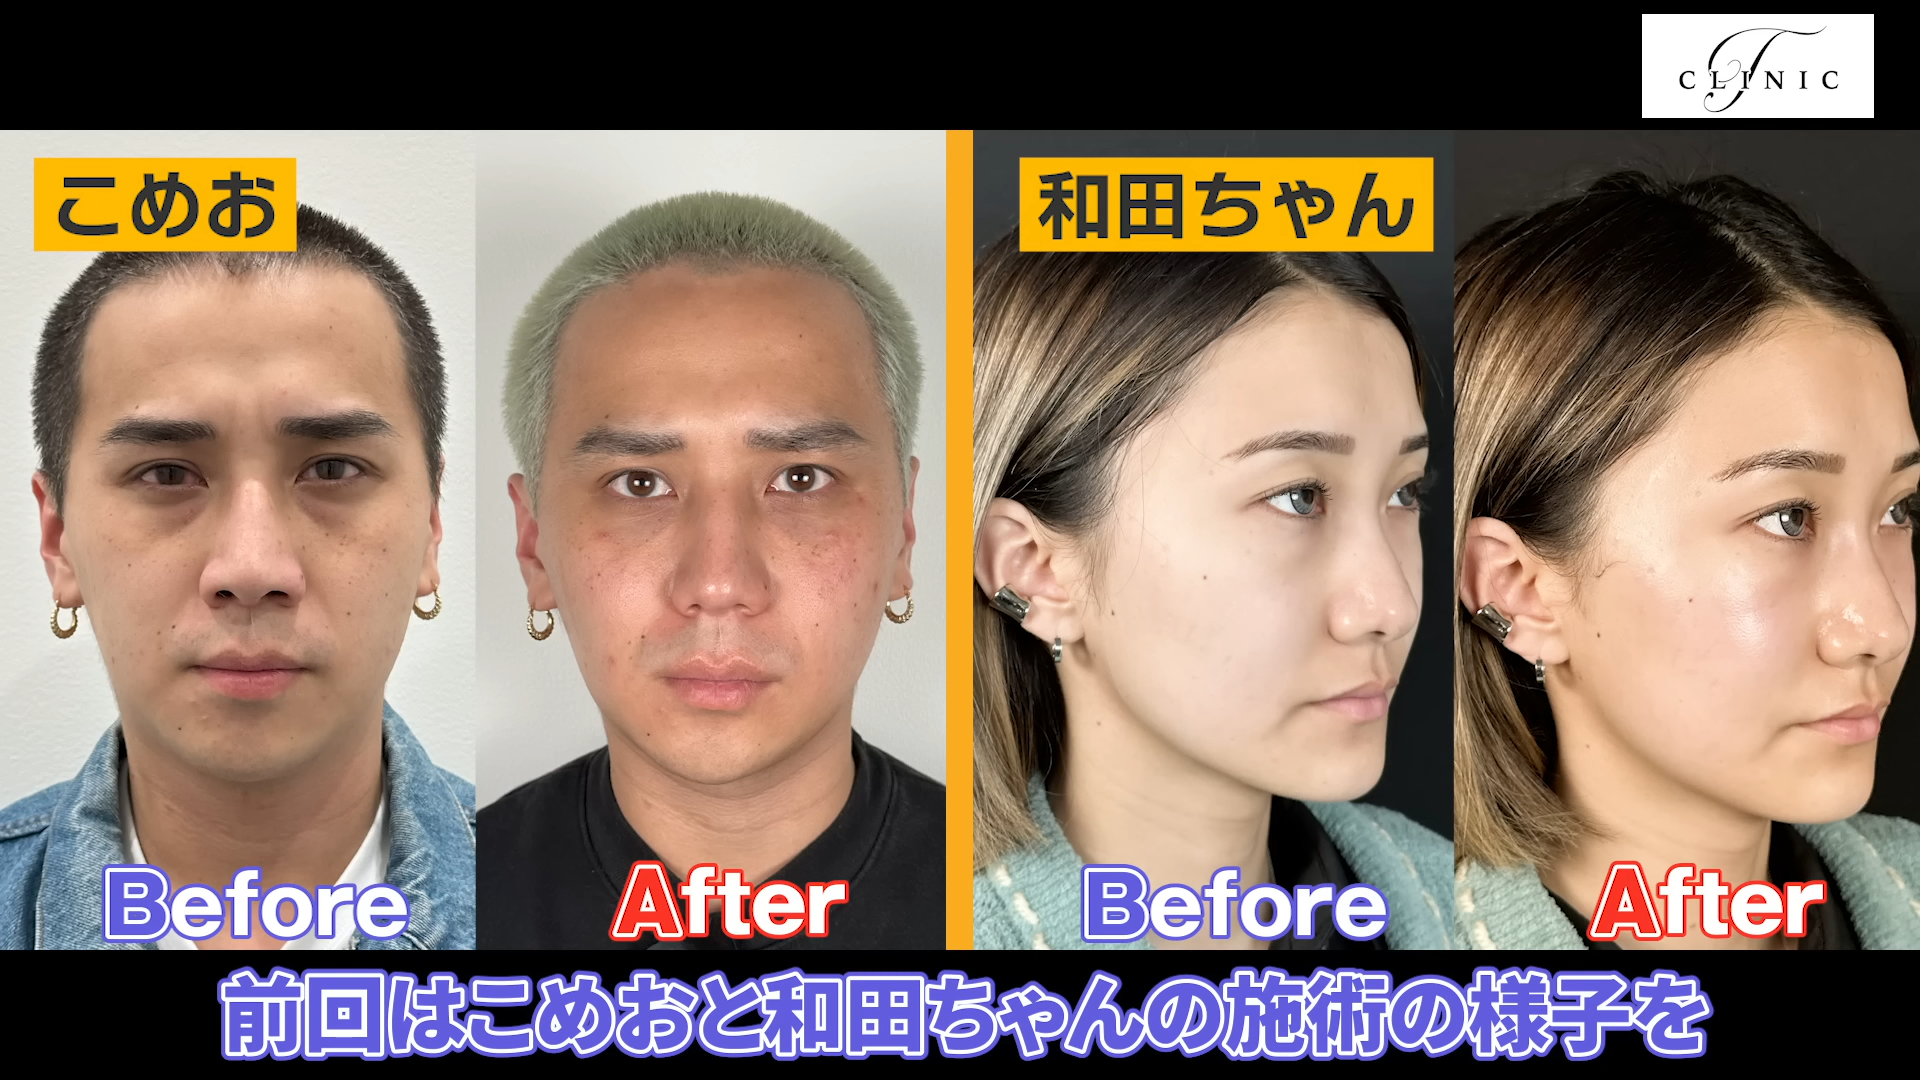 T CLINIC
こめお
和田ちゃん
Before
After
Before
After
前回はこめおと和田ちゃんの施術の様子を